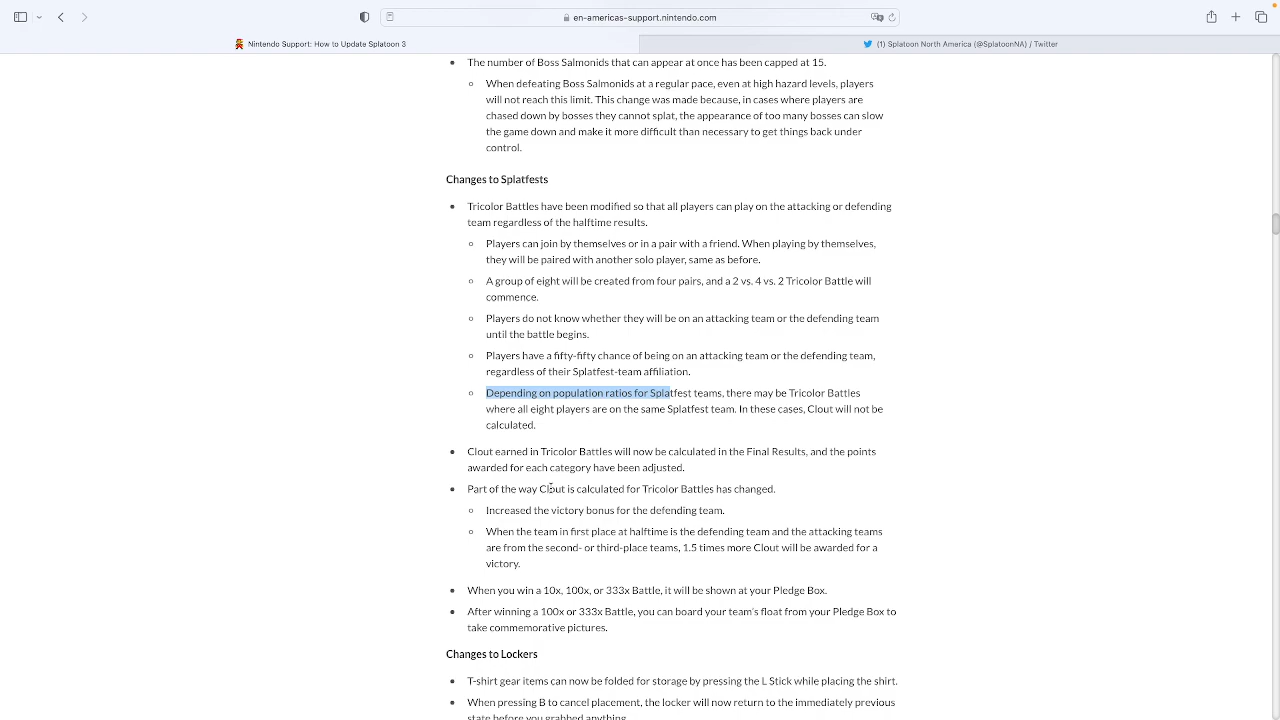 en-americas-support.nintendo.com
Nintendo Support: How to Update Splatoon 3
(1) Splatoon North America (@SplatoonNA) / Twitter
The number of Boss Salmonids that can appear at once has been capped at 15.
When defeating Boss Salmonids at a regular pace, even at high hazard levels, players
will not reach this limit. This change was made because, in cases where players are
chased down by bosses they cannot splat, the appearance of too many bosses can slow
the game down and make it more difficult than necessary to get things back under
control.
Changes to Splatfests
Tricolor Battles have been modified so that all players can play on the attacking or defending
team regardless of the halftime results.
Players can join by themselves or in a pair with a friend. When playing by themselves,
they will be paired with another solo player, same as before.
A group of eight will be created from four pairs, and a 2 vs. 4 vs. 2 Tricolor Battle will
commence.
Players do not know whether they will be on an attacking team or the defending team
until the battle begins.
Players have a fifty-fifty chance of being on an attacking team or the defending team,
regardless of their Splatfest-team affiliation.
Depending on population ratios for Splatfest teams, there may be Tricolor Battles
where all eight players are on the same Splatfest team. In these cases, Clout will not be
calculated.
Clout earned in Tricolor Battles will now be calculated in the Final Results, and the points
awarded for each category have been adjusted.
Part of the way Clout is calculated for Tricolor Battles has changed.
Increased the victory bonus for the defending team.
When the team in first place at halftime is the defending team and the attacking teams
are from the second- or third-place teams, 1.5 times more Clout will be awarded for a
victory.
When you win a 10x, 100x, or 333x Battle, it will be shown at your Pledge Box.
After winning a 100x or 333x Battle, you can board your team's float from your Pledge Box to
take commemorative pictures.
Changes to Lockers
T-shirt gear items can now be folded for storage by pressing the L Stick while placing the shirt.
When pressing B to cancel placement, the locker will now return to the immediately previous
state before you grabbed anything.